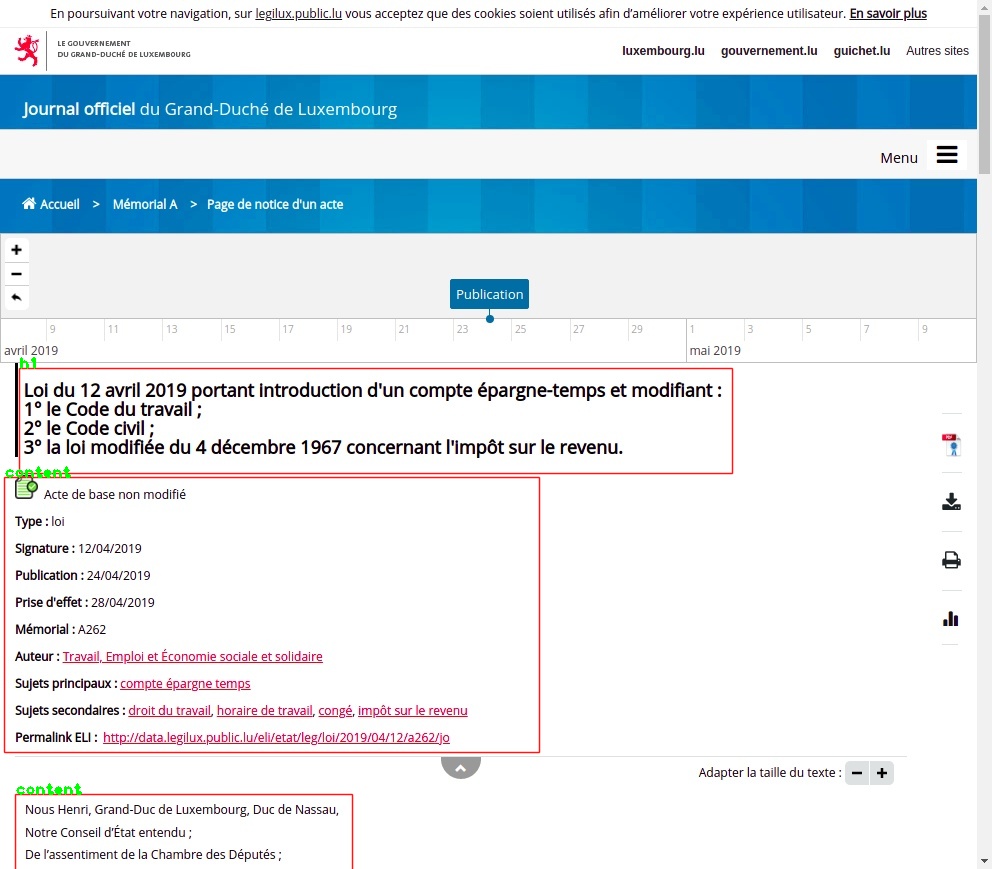 En poursuivant votre navigation, sur legilux.public.lu vous acceptez que des cookies soient utilisés afin d’améliorer votre expérience utilisateur. En savoir plus
LE GOUVERNEMENT
DU GRAND-DUCHÉ DE LUXEMBOURG
luxembourg.lu gouvernement.lu guichet.lu Autres sites
Journal officiel du Grand-Duché de Luxembourg
Menu
Accueil > Mémorial A > Page de notice d'un acte
+
−
Publication
9 11 13 15 17 19 21 23 25 27 29 1 3 5 7 9
avril 2019 mai 2019
h1
Loi du 12 avril 2019 portant introduction d'un compte épargne-temps et modifiant :
1° le Code du travail ;
2° le Code civil ;
3° la loi modifiée du 4 décembre 1967 concernant l'impôt sur le revenu.
PDF
content
Acte de base non modifié
Type : loi
Signature : 12/04/2019
Publication : 24/04/2019
Prise d'effet : 28/04/2019
Mémorial : A262
Auteur : Travail, Emploi et Économie sociale et solidaire
Sujets principaux : compte épargne temps
Sujets secondaires : droit du travail, horaire de travail, congé, impôt sur le revenu
Permalink ELI : http://data.legilux.public.lu/eli/etat/leg/loi/2019/04/12/a262/jo
Adapter la taille du texte : − +
content
Nous Henri, Grand-Duc de Luxembourg, Duc de Nassau,
Notre Conseil d’État entendu ;
De l’assentiment de la Chambre des Députés ;